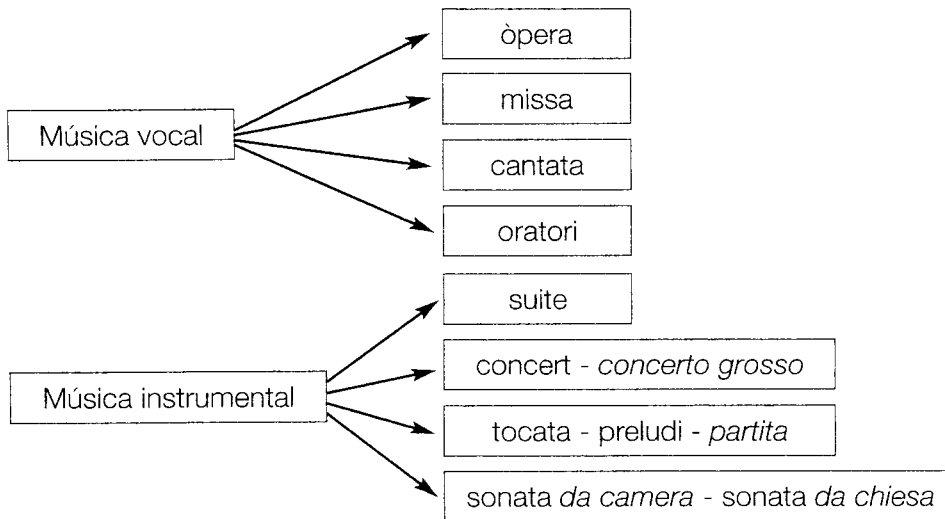 Música vocal
òpera
missa
cantata
oratori
Música instrumental
suite
concert - concerto grosso
tocata - preludi - partita
sonata da camera - sonata da chiesa